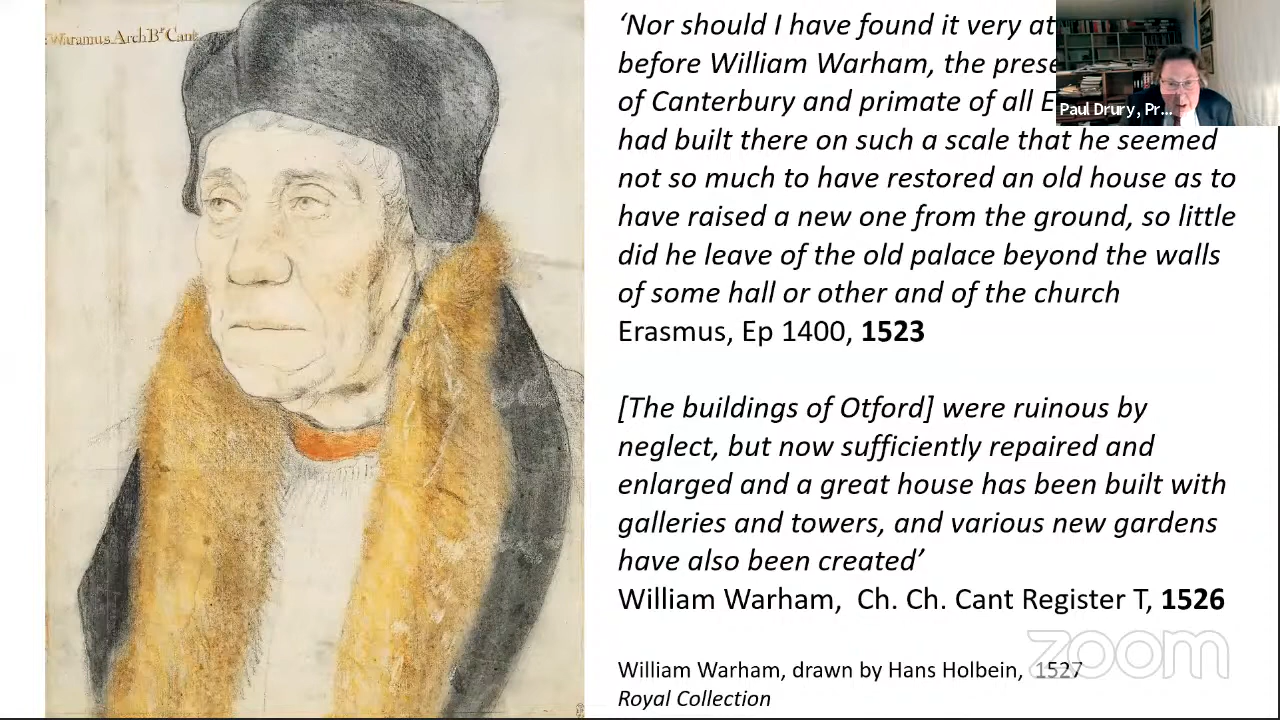 Waramus Arch Bp Cant
‘Nor should I have found it very at
before William Warham, the prese
of Canterbury and primate of all E
had built there on such a scale that he seemed
not so much to have restored an old house as to
have raised a new one from the ground, so little
did he leave of the old palace beyond the walls
of some hall or other and of the church
Erasmus, Ep 1400, 1523
[The buildings of Otford] were ruinous by
neglect, but now sufficiently repaired and
enlarged and a great house has been built with
galleries and towers, and various new gardens
have also been created’
William Warham, Ch. Ch. Cant Register T, 1526
William Warham, drawn by Hans Holbein, 1527
Royal Collection
Paul Drury, Pr...
zoom